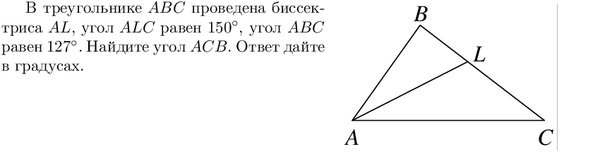 В треугольнике ABC проведена биссек-
триса AL, угол ALC равен 150°, угол ABC
равен 127°. Найдите угол ACB. Ответ дайте
в градусах.
B
L
A
C